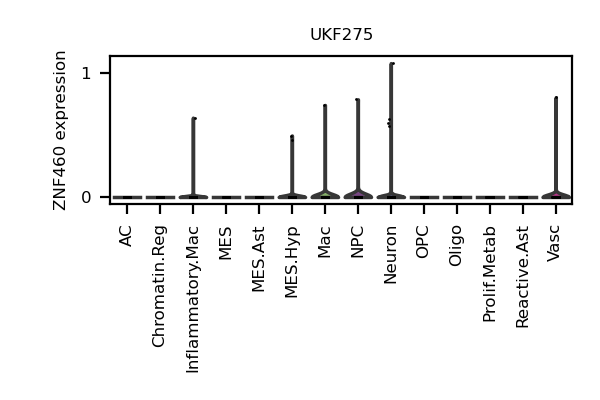 UKF275
ZNF460 expression
1
0
AC
Chromatin.Reg
Inflammatory.Mac
MES
MES.Ast
MES.Hyp
Mac
NPC
Neuron
OPC
Oligo
Prolif.Metab
Reactive.Ast
Vasc